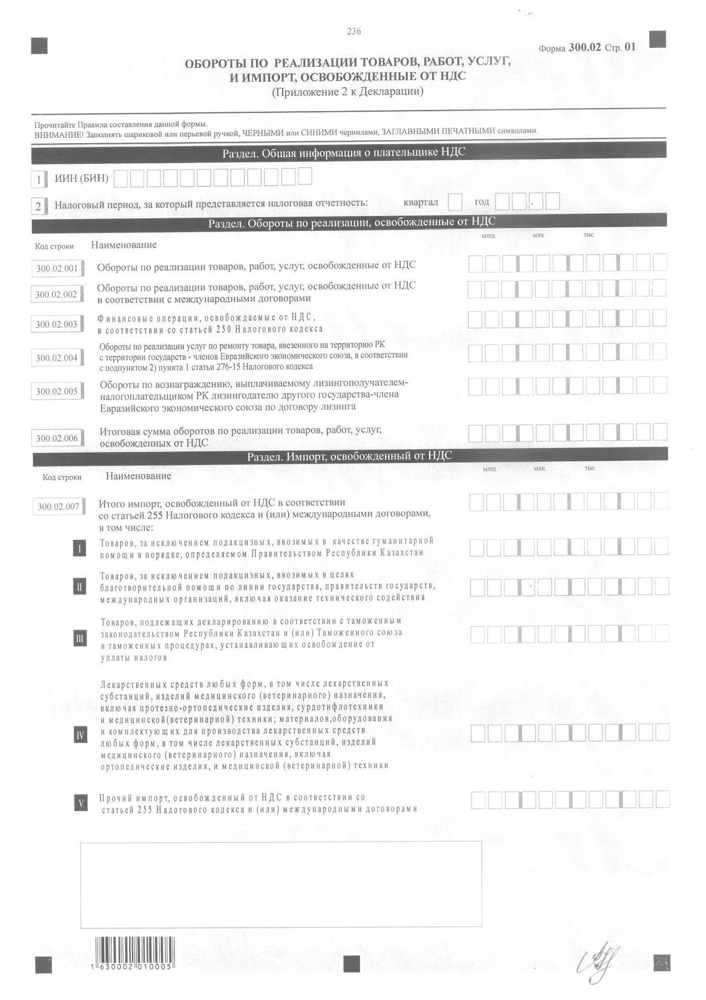 236
Форма 300.02 Стр. 01
ОБОРОТЫ ПО РЕАЛИЗАЦИИ ТОВАРОВ, РАБОТ, УСЛУГ,
И ИМПОРТ, ОСВОБОЖДЕННЫЕ ОТ НДС
(Приложение 2 к Декларации)
Прочитайте Правила составления данной формы.
ВНИМАНИЕ! Заполнять шариковой или перьевой ручкой, ЧЕРНЫМИ или СИНИМИ чернилами, ЗАГЛАВНЫМИ ПЕЧАТНЫМИ символами.
Раздел. Общая информация о плательщике НДС
1 ИИН (БИН)
2 Налоговый период, за который представляется налоговая отчетность: квартал год
Раздел. Обороты по реализации, освобожденные от НДС
млрд. млн. тыс.
Код строки Наименование
300.02.001 Обороты по реализации товаров, работ, услуг, освобожденные от НДС
300.02.002 Обороты по реализации товаров, работ, услуг, освобожденные от НДС
в соответствии с международными договорами
300.02.003 Финансовые операции, освобождаемые от НДС,
в соответствии со статьей 250 Налогового кодекса
300.02.004 Обороты по реализации услуг по ремонту товара, ввезенного на территорию РК
с территории государств - членов Евразийского экономического союза, в соответствии
с подпунктом 2) пункта 1 статьи 276-15 Налогового кодекса
300.02.005 Обороты по вознаграждению, выплачиваемому лизингополучателем-
налогоплательщиком РК лизингодателю другого государства-члена
Евразийского экономического союза по договору лизинга
300.02.006 Итоговая сумма оборотов по реализации товаров, работ, услуг,
освобожденных от НДС
Раздел. Импорт, освобожденный от НДС
млрд. млн. тыс.
Код строки Наименование
300.02.007 Итого импорт, освобожденный от НДС в соответствии
со статьей 255 Налогового кодекса и (или) международными договорами,
в том числе:
I Товаров, за исключением подакцизных, ввозимых в качестве гуманитарной
помощи в порядке, определяемом Правительством Республики Казахстан
II Товаров, за исключением подакцизных, ввозимых в целях
благотворительной помощи по линии государства, правительств государств,
международных организаций, включая оказание технического содействия
III Товаров, подлежащих декларированию в соответствии с таможенным
законодательством Республики Казахстан и (или) Таможенного союза
в таможенных процедурах, устанавливающих освобождение от
уплаты налогов
IV Лекарственных средств любых форм, в том числе лекарственных
субстанций, изделий медицинского (ветеринарного) назначения,
включая протезно-ортопедические изделия, сурдотифлотехники
и медицинской(ветеринарной) техники; материалов,оборудования
и комплектующих для производства лекарственных средств
любых форм, в том числе лекарственных субстанций, изделий
медицинского (ветеринарного) назначения, включая
ортопедические изделия, и медицинской (ветеринарной) техники
V Прочий импорт, освобожденный от НДС в соответствии со
статьей 255 Налогового кодекса и (или) международными договорами
1 630002 010005